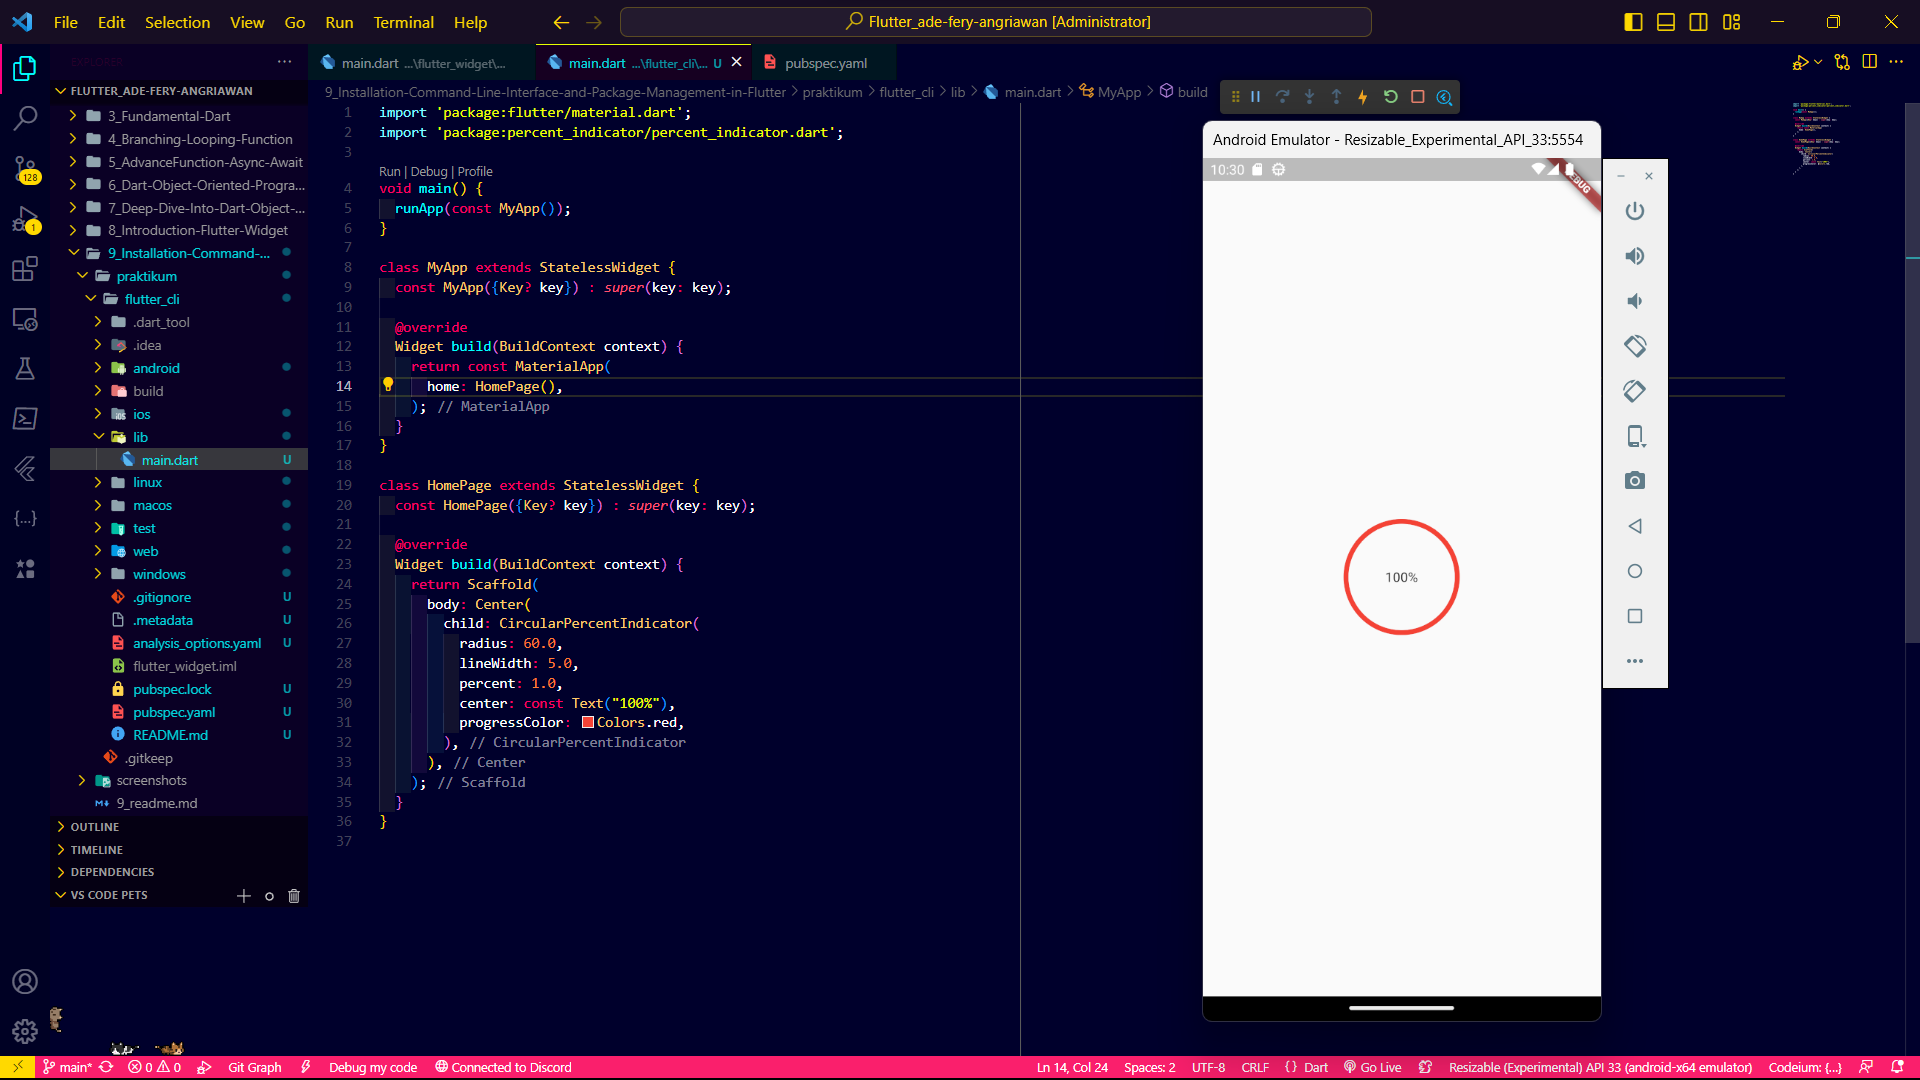 File Edit Selection View Go Run Terminal Help
Flutter_ade-fery-angriawan [Administrator]
EXPLORER
main.dart ...\flutter_widget\...
main.dart ...\flutter_cli\... U
pubspec.yaml
FLUTTER_ADE-FERY-ANGRIAWAN
3_Fundamental-Dart
4_Branching-Looping-Function
5_AdvanceFunction-Async-Await
6_Dart-Object-Oriented-Progra...
7_Deep-Dive-Into-Dart-Object-...
8_Introduction-Flutter-Widget
9_Installation-Command-...
praktikum
flutter_cli
.dart_tool
.idea
android
build
ios
lib
main.dart U
linux
macos
test
web
windows
.gitignore U
.metadata U
analysis_options.yaml U
flutter_widget.iml
pubspec.lock U
pubspec.yaml U
README.md U
.gitkeep
screenshots
9_readme.md
OUTLINE
TIMELINE
DEPENDENCIES
VS CODE PETS
128
1
9_Installation-Command-Line-Interface-and-Package-Management-in-Flutter > praktikum > flutter_cli > lib > main.dart > MyApp > build
1 import 'package:flutter/material.dart';
2 import 'package:percent_indicator/percent_indicator.dart';
3
Run | Debug | Profile
4 void main() {
5 runApp(const MyApp());
6 }
7
8 class MyApp extends StatelessWidget {
9 const MyApp({Key? key}) : super(key: key);
10
11 @override
12 Widget build(BuildContext context) {
13 return const MaterialApp(
14 home: HomePage(),
15 ); // MaterialApp
16 }
17 }
18
19 class HomePage extends StatelessWidget {
20 const HomePage({Key? key}) : super(key: key);
21
22 @override
23 Widget build(BuildContext context) {
24 return Scaffold(
25 body: Center(
26 child: CircularPercentIndicator(
27 radius: 60.0,
28 lineWidth: 5.0,
29 percent: 1.0,
30 center: const Text("100%"),
31 progressColor: Colors.red,
32 ), // CircularPercentIndicator
33 ), // Center
34 ); // Scaffold
35 }
36 }
37
Android Emulator - Resizable_Experimental_API_33:5554
10:30
100%
main* 0 0 Git Graph Debug my code Connected to Discord
Ln 14, Col 24 Spaces: 2 UTF-8 CRLF {} Dart Go Live Resizable (Experimental) API 33 (android-x64 emulator) Codeium: {...}